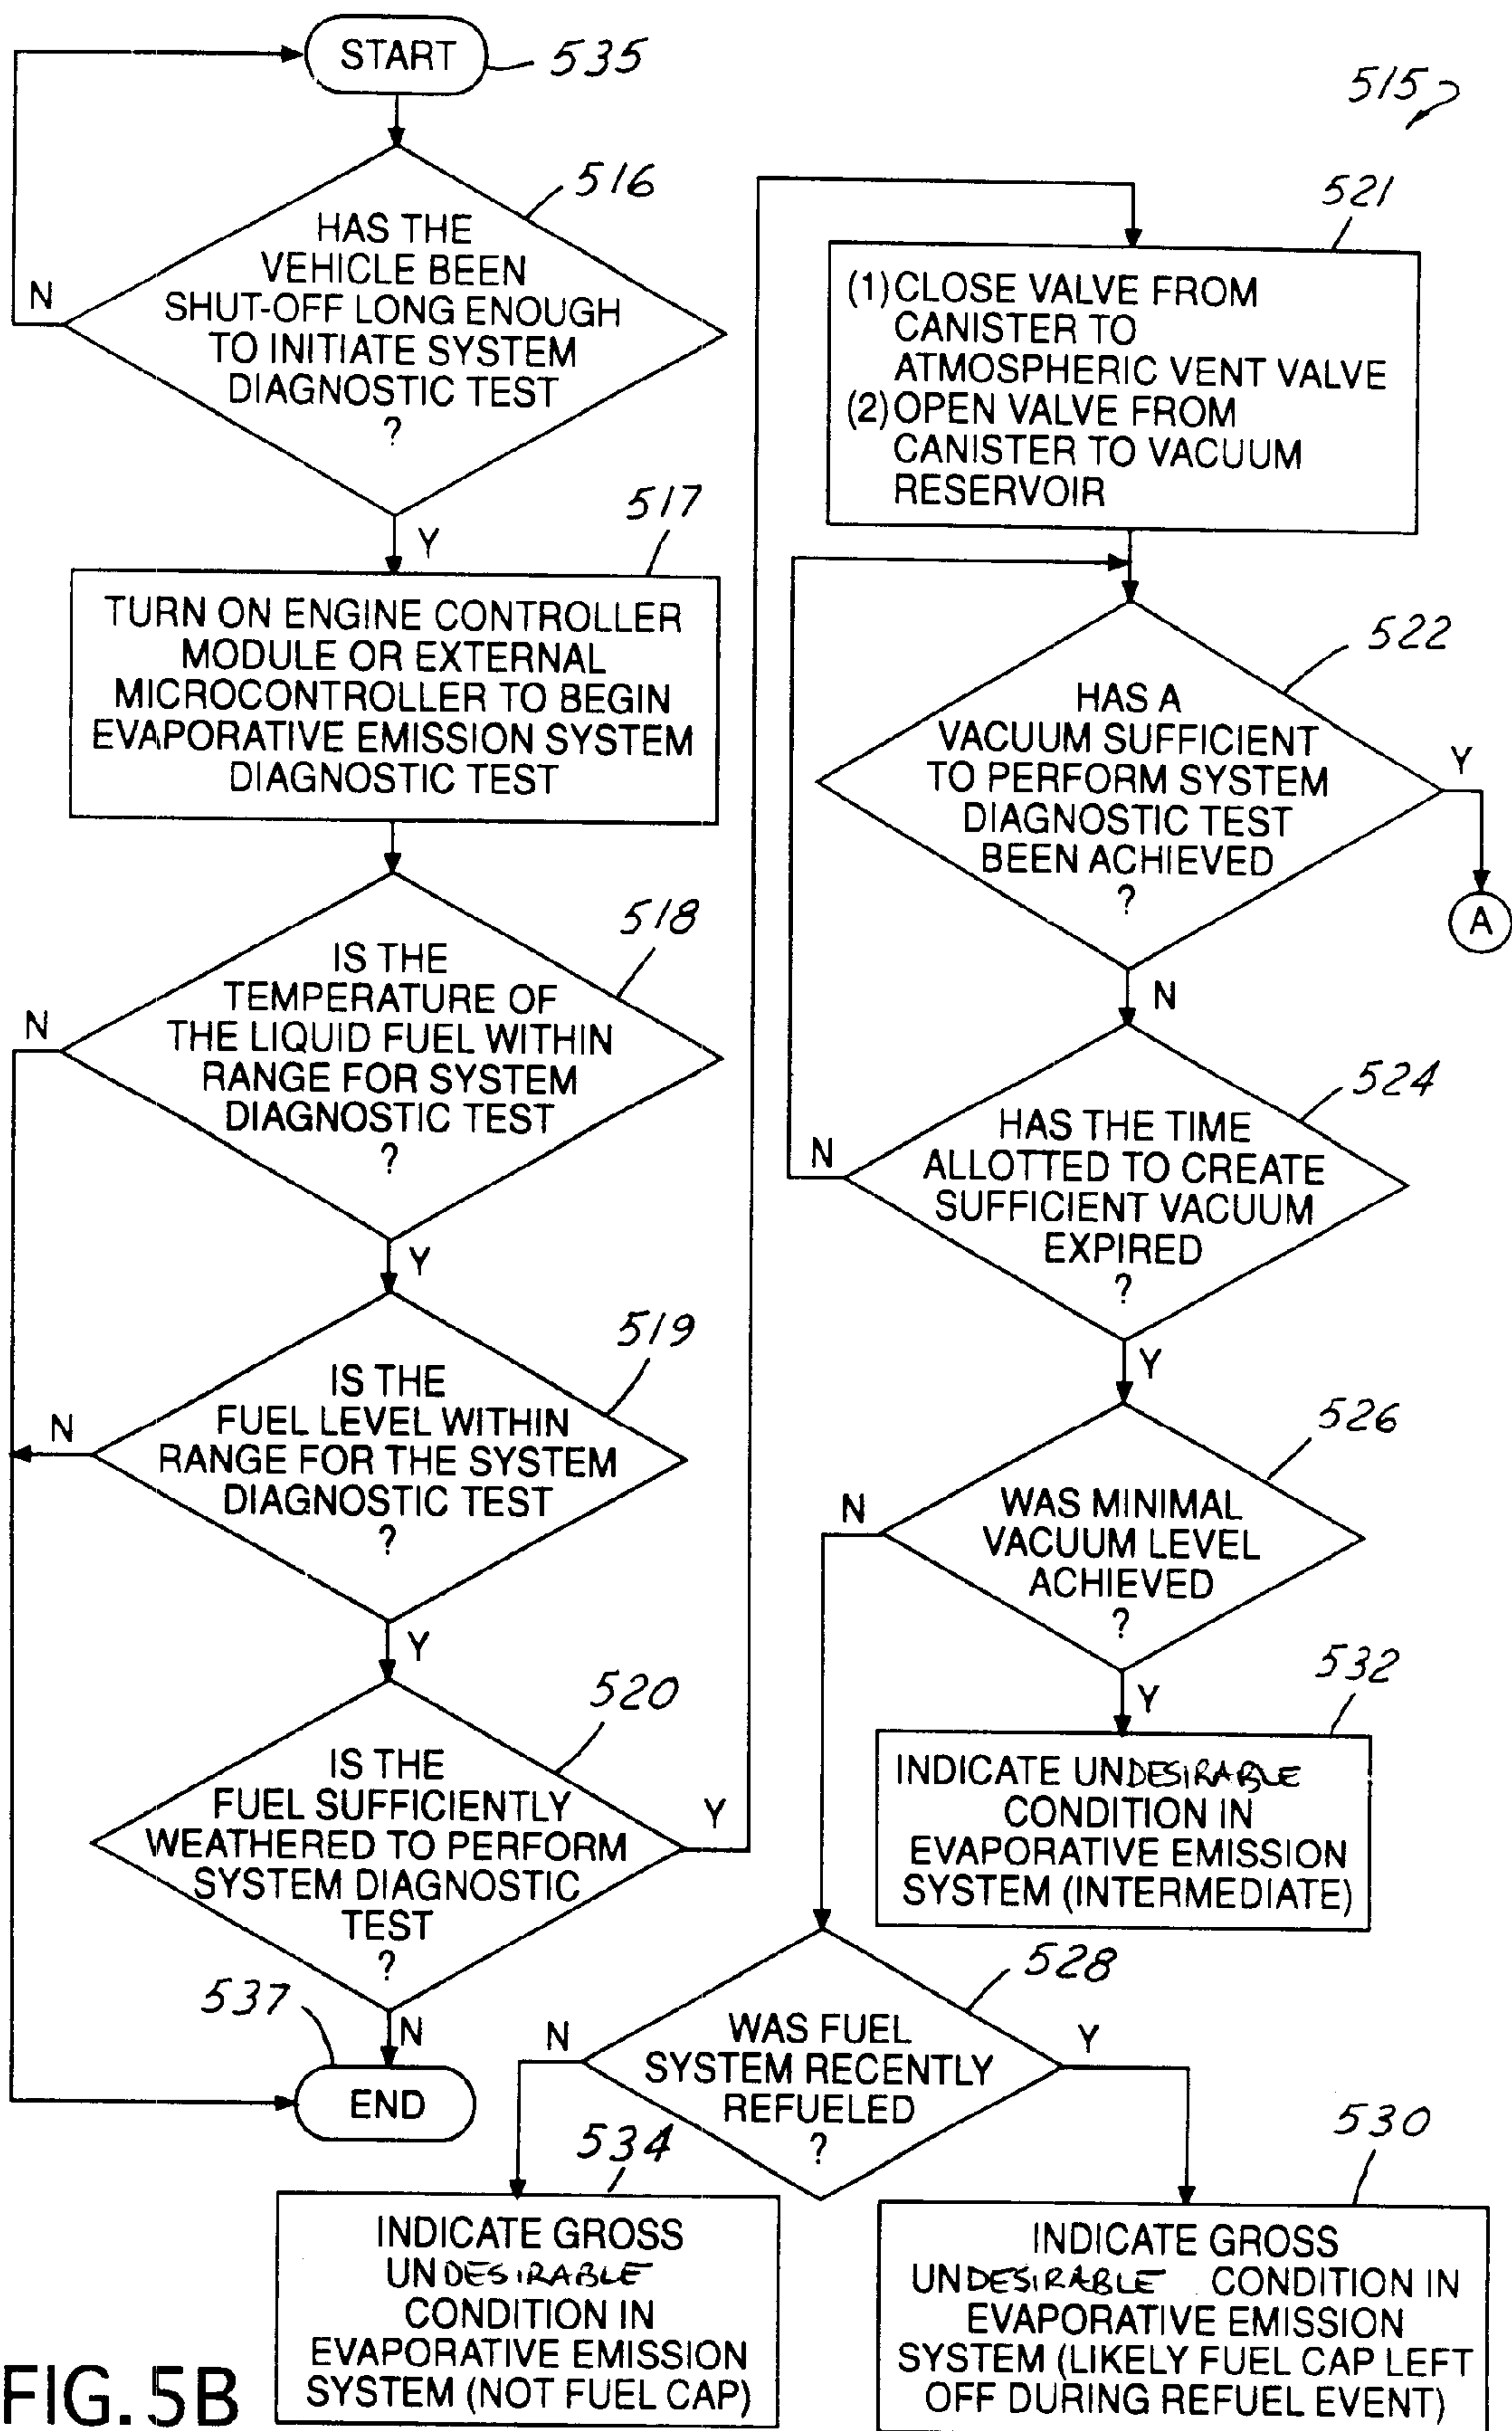 START
535
515
516
HAS THE
VEHICLE BEEN
SHUT-OFF LONG ENOUGH
TO INITIATE SYSTEM
DIAGNOSTIC TEST
?
N
Y
517
TURN ON ENGINE CONTROLLER
MODULE OR EXTERNAL
MICROCONTROLLER TO BEGIN
EVAPORATIVE EMISSION SYSTEM
DIAGNOSTIC TEST
518
IS THE
TEMPERATURE OF
THE LIQUID FUEL WITHIN
RANGE FOR SYSTEM
DIAGNOSTIC TEST
?
N
Y
519
IS THE
FUEL LEVEL WITHIN
RANGE FOR THE SYSTEM
DIAGNOSTIC TEST
?
N
Y
520
IS THE
FUEL SUFFICIENTLY
WEATHERED TO PERFORM
SYSTEM DIAGNOSTIC
TEST
?
Y
N
537
END
521
(1) CLOSE VALVE FROM
CANISTER TO
ATMOSPHERIC VENT VALVE
(2) OPEN VALVE FROM
CANISTER TO VACUUM
RESERVOIR
522
HAS A
VACUUM SUFFICIENT
TO PERFORM SYSTEM
DIAGNOSTIC TEST
BEEN ACHIEVED
?
Y
A
N
524
HAS THE TIME
ALLOTTED TO CREATE
SUFFICIENT VACUUM
EXPIRED
?
N
Y
526
WAS MINIMAL
VACUUM LEVEL
ACHIEVED
?
N
Y
532
INDICATE UNDESIRABLE
CONDITION IN
EVAPORATIVE EMISSION
SYSTEM (INTERMEDIATE)
528
WAS FUEL
SYSTEM RECENTLY
REFUELED
?
N
Y
534
INDICATE GROSS
UNDESIRABLE
CONDITION IN
EVAPORATIVE EMISSION
SYSTEM (NOT FUEL CAP)
530
INDICATE GROSS
UNDESIRABLE CONDITION IN
EVAPORATIVE EMISSION
SYSTEM (LIKELY FUEL CAP LEFT
OFF DURING REFUEL EVENT)
FIG. 5B